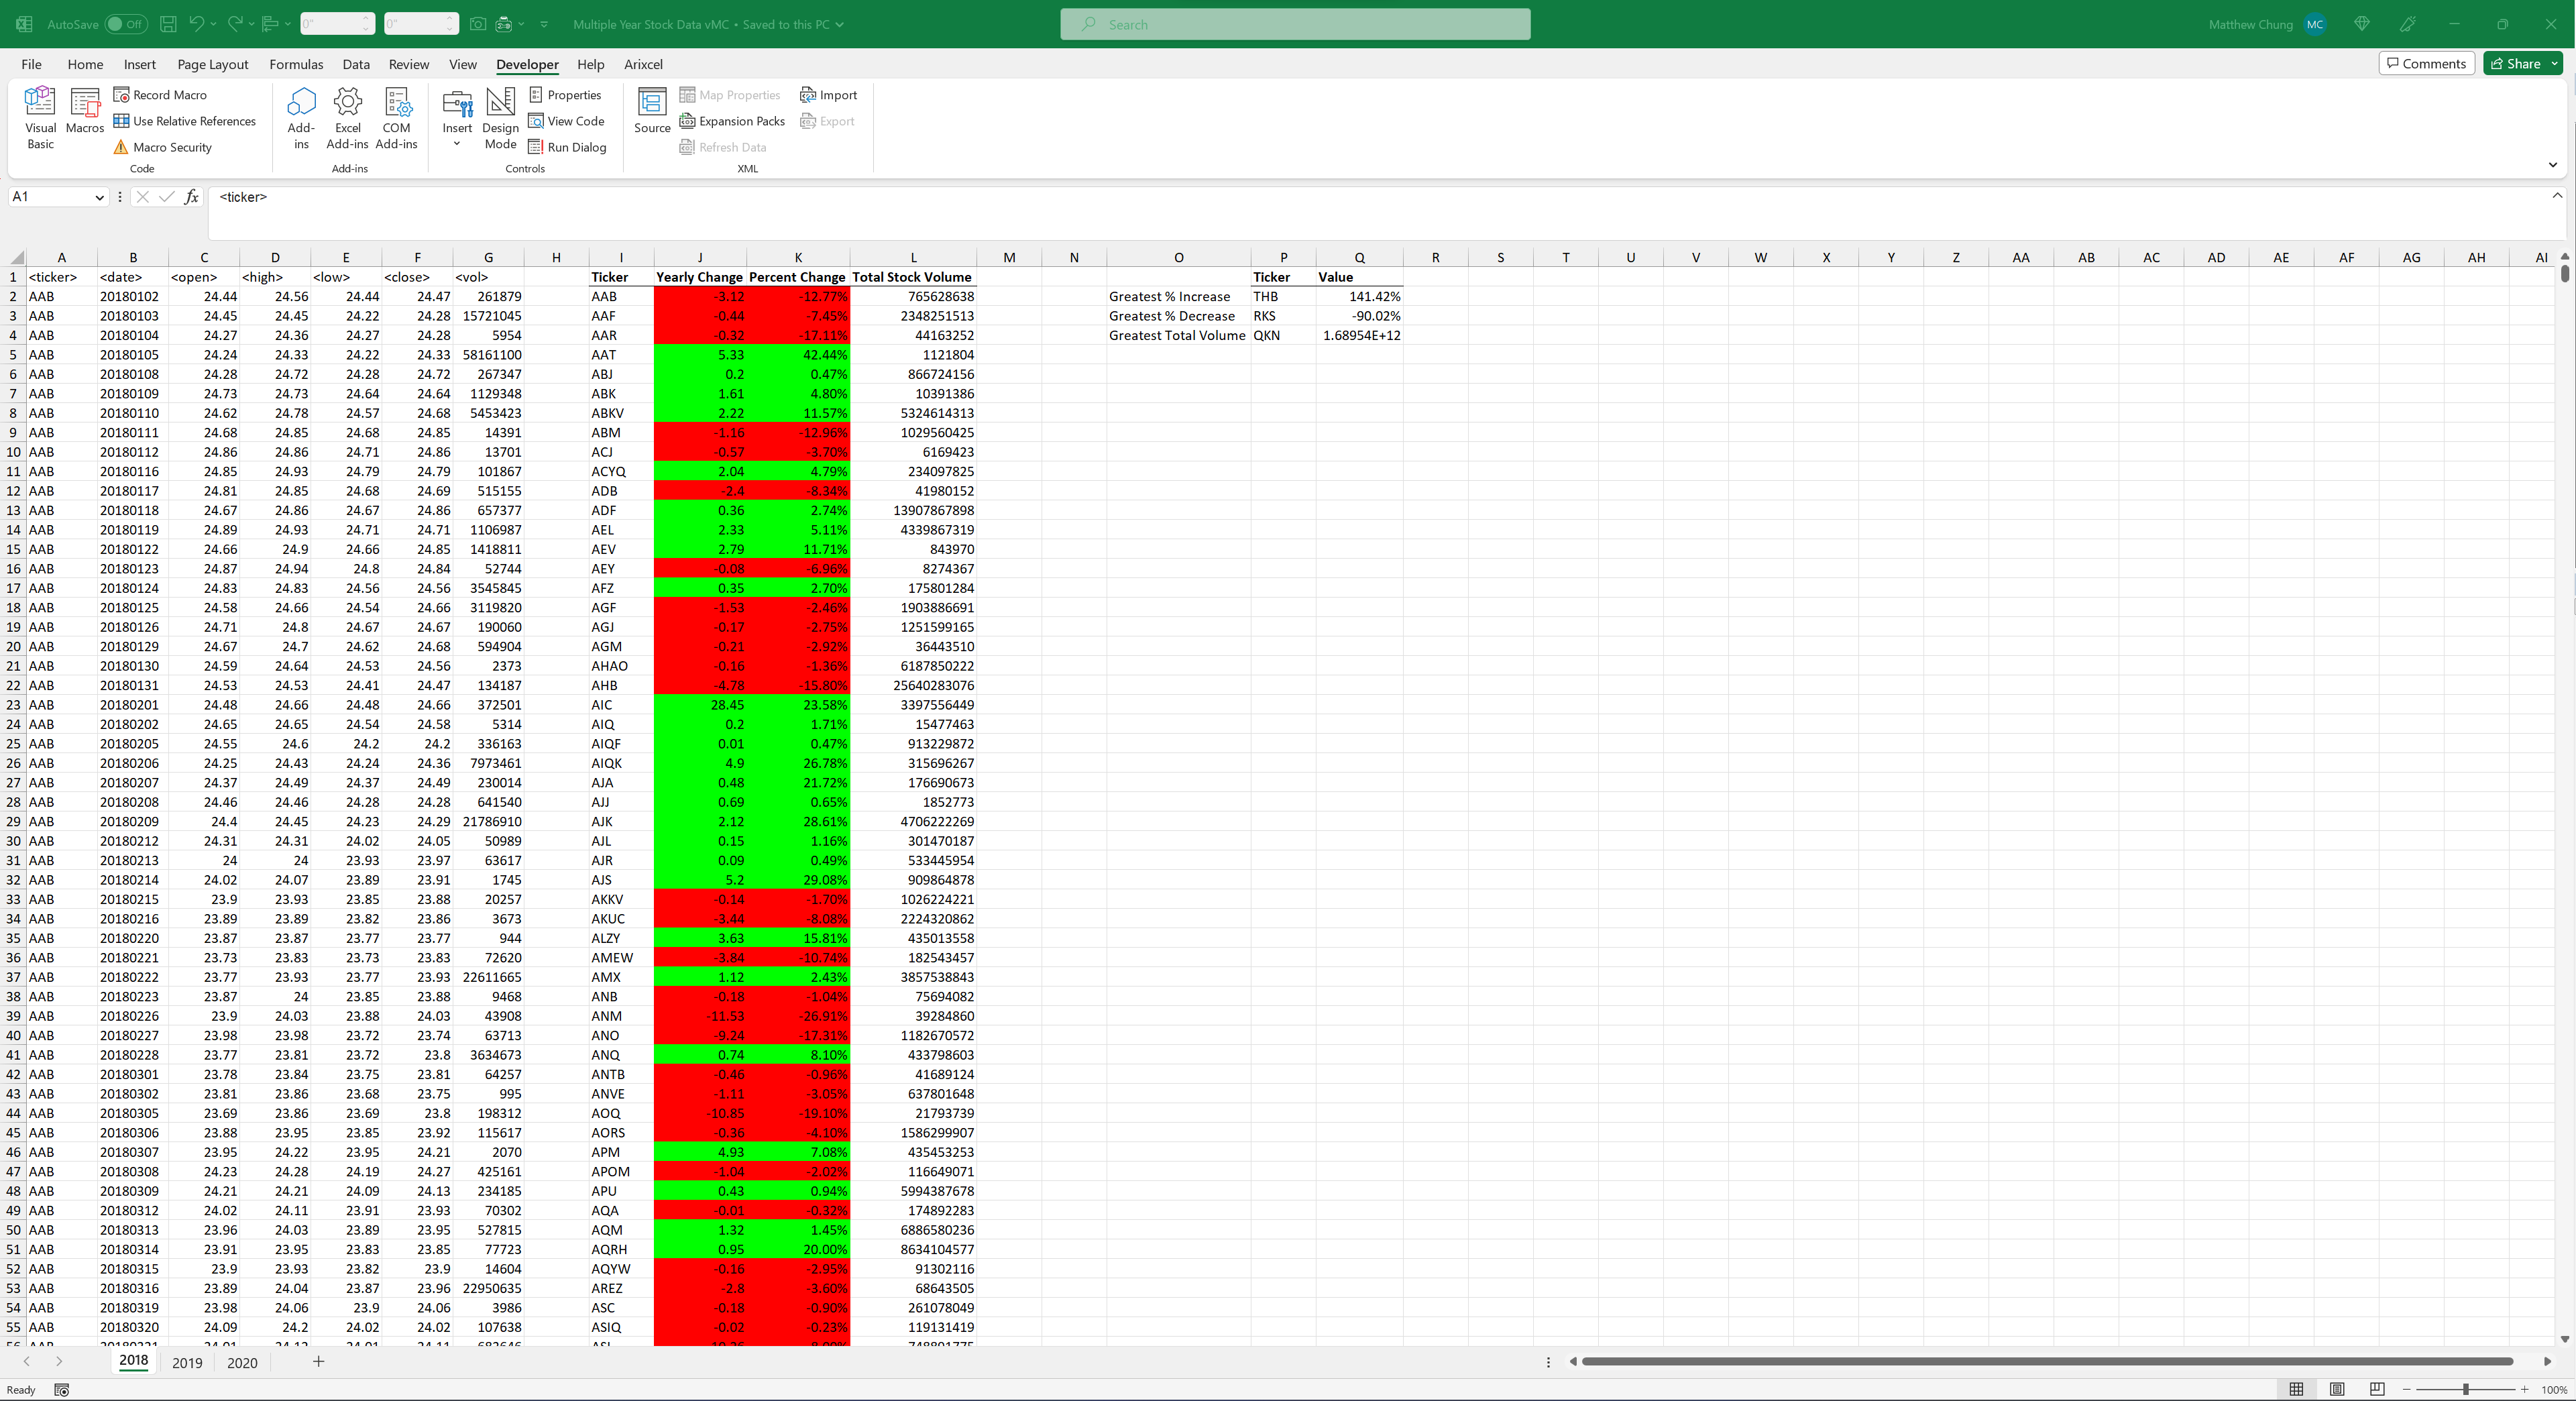 AutoSave Off 0" 0" Multiple Year Stock Data vMC • Saved to this PC Search Matthew Chung MC
File Home Insert Page Layout Formulas Data Review View Developer Help Arixcel Comments Share
Visual Basic Macros Record Macro Use Relative References Macro Security Code
Add-ins Excel Add-ins COM Add-ins Add-ins
Insert Design Mode Properties View Code Run Dialog Controls
Source Map Properties Expansion Packs Refresh Data Import Export XML
A1 fx <ticker>
A B C D E F G H I J K L M N O P Q R S T U V W X Y Z AA AB AC AD AE AF AG AH AI
1 <ticker> <date> <open> <high> <low> <close> <vol> Ticker Yearly Change Percent Change Total Stock Volume Ticker Value
2 AAB 20180102 24.44 24.56 24.44 24.47 261879 AAB -3.12 -12.77% 765628638 Greatest % Increase THB 141.42%
3 AAB 20180103 24.45 24.45 24.22 24.28 15721045 AAF -0.44 -7.45% 2348251513 Greatest % Decrease RKS -90.02%
4 AAB 20180104 24.27 24.36 24.27 24.28 5954 AAR -0.32 -17.11% 44163252 Greatest Total Volume QKN 1.68954E+12
5 AAB 20180105 24.24 24.33 24.22 24.33 58161100 AAT 5.33 42.44% 1121804
6 AAB 20180108 24.28 24.72 24.28 24.72 267347 ABJ 0.2 0.47% 866724156
7 AAB 20180109 24.73 24.73 24.64 24.64 1129348 ABK 1.61 4.80% 10391386
8 AAB 20180110 24.62 24.78 24.57 24.68 5453423 ABKV 2.22 11.57% 5324614313
9 AAB 20180111 24.68 24.85 24.68 24.85 14391 ABM -1.16 -12.96% 1029560425
10 AAB 20180112 24.86 24.86 24.71 24.86 13701 ACJ -0.57 -3.70% 6169423
11 AAB 20180116 24.85 24.93 24.79 24.79 101867 ACYQ 2.04 4.79% 234097825
12 AAB 20180117 24.81 24.85 24.68 24.69 515155 ADB -2.4 -8.34% 41980152
13 AAB 20180118 24.67 24.86 24.67 24.86 657377 ADF 0.36 2.74% 13907867898
14 AAB 20180119 24.89 24.93 24.71 24.71 1106987 AEL 2.33 5.11% 4339867319
15 AAB 20180122 24.66 24.9 24.66 24.85 1418811 AEV 2.79 11.71% 843970
16 AAB 20180123 24.87 24.94 24.8 24.84 52744 AEY -0.08 -6.96% 8274367
17 AAB 20180124 24.83 24.83 24.56 24.56 3545845 AFZ 0.35 2.70% 175801284
18 AAB 20180125 24.58 24.66 24.54 24.66 3119820 AGF -1.53 -2.46% 1903886691
19 AAB 20180126 24.71 24.8 24.67 24.67 190060 AGJ -0.17 -2.75% 1251599165
20 AAB 20180129 24.67 24.7 24.62 24.68 594904 AGM -0.21 -2.92% 36443510
21 AAB 20180130 24.59 24.64 24.53 24.56 2373 AHAO -0.16 -1.36% 6187850222
22 AAB 20180131 24.53 24.53 24.41 24.47 134187 AHB -4.78 -15.80% 25640283076
23 AAB 20180201 24.48 24.66 24.48 24.66 372501 AIC 28.45 23.58% 3397556449
24 AAB 20180202 24.65 24.65 24.54 24.58 5314 AIQ 0.2 1.71% 15477463
25 AAB 20180205 24.55 24.6 24.2 24.2 336163 AIQF 0.01 0.47% 913229872
26 AAB 20180206 24.25 24.43 24.24 24.36 7973461 AIQK 4.9 26.78% 315696267
27 AAB 20180207 24.37 24.49 24.37 24.49 230014 AJA 0.48 21.72% 176690673
28 AAB 20180208 24.46 24.46 24.28 24.28 641540 AJJ 0.69 0.65% 1852773
29 AAB 20180209 24.4 24.45 24.23 24.29 21786910 AJK 2.12 28.61% 4706222269
30 AAB 20180212 24.31 24.31 24.02 24.05 50989 AJL 0.15 1.16% 301470187
31 AAB 20180213 24 24 23.93 23.97 63617 AJR 0.09 0.49% 533445954
32 AAB 20180214 24.02 24.07 23.89 23.91 1745 AJS 5.2 29.08% 909864878
33 AAB 20180215 23.9 23.93 23.85 23.88 20257 AKKV -0.14 -1.70% 1026224221
34 AAB 20180216 23.89 23.89 23.82 23.86 3673 AKUC -3.44 -8.08% 2224320862
35 AAB 20180220 23.87 23.87 23.77 23.77 944 ALZY 3.63 15.81% 435013558
36 AAB 20180221 23.73 23.83 23.73 23.83 72620 AMEW -3.84 -10.74% 182543457
37 AAB 20180222 23.77 23.93 23.77 23.93 22611665 AMX 1.12 2.43% 3857538843
38 AAB 20180223 23.87 24 23.85 23.88 9468 ANB -0.18 -1.04% 75694082
39 AAB 20180226 23.9 24.03 23.88 24.03 43908 ANM -11.53 -26.91% 39284860
40 AAB 20180227 23.98 23.98 23.72 23.74 63713 ANO -9.24 -17.31% 1182670572
41 AAB 20180228 23.77 23.81 23.72 23.8 3634673 ANQ 0.74 8.10% 433798603
42 AAB 20180301 23.78 23.84 23.75 23.81 64257 ANTB -0.46 -0.96% 41689124
43 AAB 20180302 23.81 23.86 23.68 23.75 995 ANVE -1.11 -3.05% 637801648
44 AAB 20180305 23.69 23.86 23.69 23.8 198312 AOQ -10.85 -19.10% 21793739
45 AAB 20180306 23.88 23.95 23.85 23.92 115617 AORS -0.36 -4.10% 1586299907
46 AAB 20180307 23.95 24.22 23.95 24.21 2070 APM 4.93 7.08% 435453253
47 AAB 20180308 24.23 24.28 24.19 24.27 425161 APOM -1.04 -2.02% 116649071
48 AAB 20180309 24.21 24.21 24.09 24.13 234185 APU 0.43 0.94% 5994387678
49 AAB 20180312 24.02 24.11 23.91 23.93 70302 AQA -0.01 -0.32% 174892283
50 AAB 20180313 23.96 24.03 23.89 23.95 527815 AQM 1.32 1.45% 6886580236
51 AAB 20180314 23.91 23.95 23.83 23.85 77723 AQRH 0.95 20.00% 8634104577
52 AAB 20180315 23.9 23.93 23.82 23.9 14604 AQYW -0.16 -2.95% 91302116
53 AAB 20180316 23.89 24.04 23.87 23.96 22950635 AREZ -2.8 -3.60% 68643505
54 AAB 20180319 23.98 24.06 23.9 24.06 3986 ASC -0.18 -0.90% 261078049
55 AAB 20180320 24.09 24.2 24.02 24.02 107638 ASIQ -0.02 -0.23% 119131419
2018 2019 2020
Ready 100%